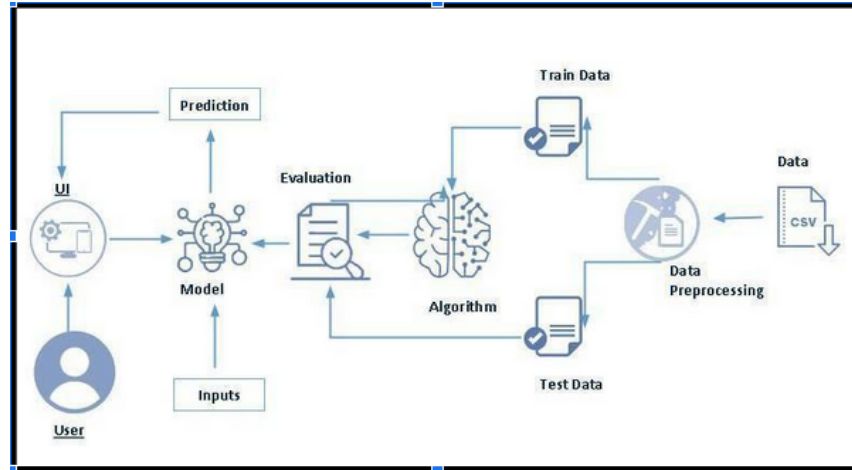 Train Data
Prediction
Data
Evaluation
UI
CSV
Data
Preprocessing
Model
Algorithm
Test Data
Inputs
User